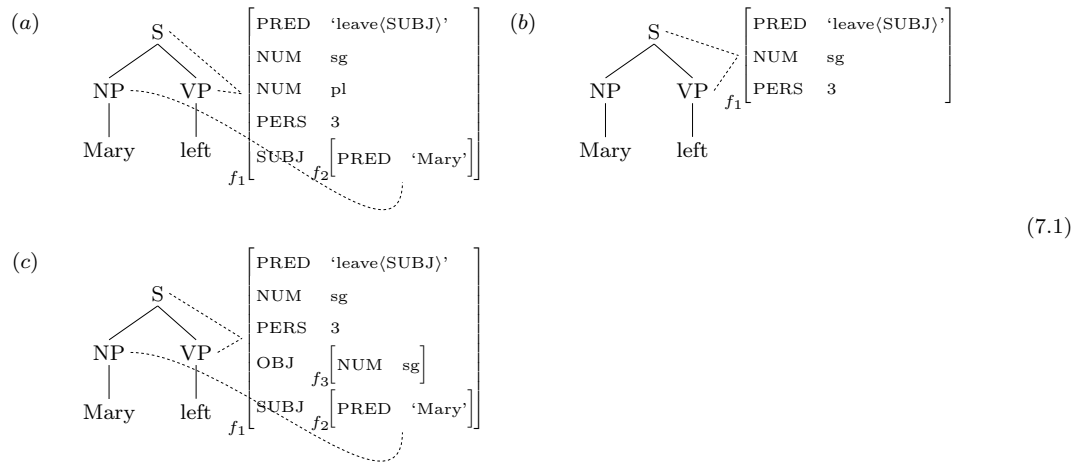 (a)
S
NP VP
Mary left
f₁
PRED ‘leave⟨SUBJ⟩’
NUM sg
NUM pl
PERS 3
SUBJ f₂ [PRED ‘Mary’]
(b)
S
NP VP
Mary left
f₁
PRED ‘leave⟨SUBJ⟩’
NUM sg
PERS 3
(7.1)
(c)
S
NP VP
Mary left
f₁
PRED ‘leave⟨SUBJ⟩’
NUM sg
PERS 3
OBJ f₃ [NUM sg]
SUBJ f₂ [PRED ‘Mary’]